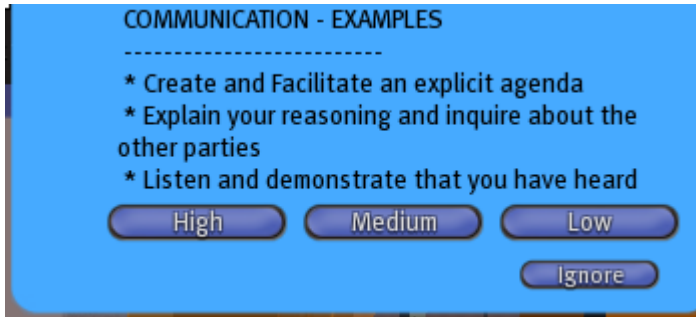 COMMUNICATION - EXAMPLES
--------------------------
* Create and Facilitate an explicit agenda
* Explain your reasoning and inquire about the
other parties
* Listen and demonstrate that you have heard
High Medium Low
Ignore